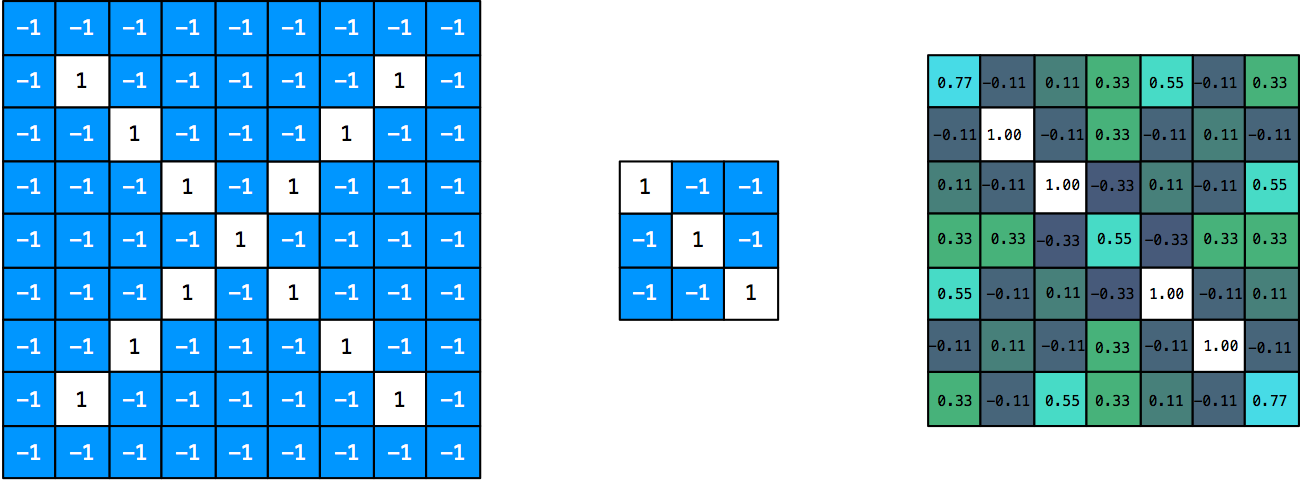 −1 −1 −1 −1 −1 −1 −1 −1 −1
−1 1 −1 −1 −1 −1 −1 1 −1
−1 −1 1 −1 −1 −1 1 −1 −1
−1 −1 −1 1 −1 1 −1 −1 −1
−1 −1 −1 −1 1 −1 −1 −1 −1
−1 −1 −1 1 −1 1 −1 −1 −1
−1 −1 1 −1 −1 −1 1 −1 −1
−1 1 −1 −1 −1 −1 −1 1 −1
−1 −1 −1 −1 −1 −1 −1 −1 −1
1 −1 −1
−1 1 −1
−1 −1 1
0.77 −0.11 0.11 0.33 0.55 −0.11 0.33
−0.11 1.00 −0.11 0.33 −0.11 0.11 −0.11
0.11 −0.11 1.00 −0.33 0.11 −0.11 0.55
0.33 0.33 −0.33 0.55 −0.33 0.33 0.33
0.55 −0.11 0.11 −0.33 1.00 −0.11 0.11
−0.11 0.11 −0.11 0.33 −0.11 1.00 −0.11
0.33 −0.11 0.55 0.33 0.11 −0.11 0.77